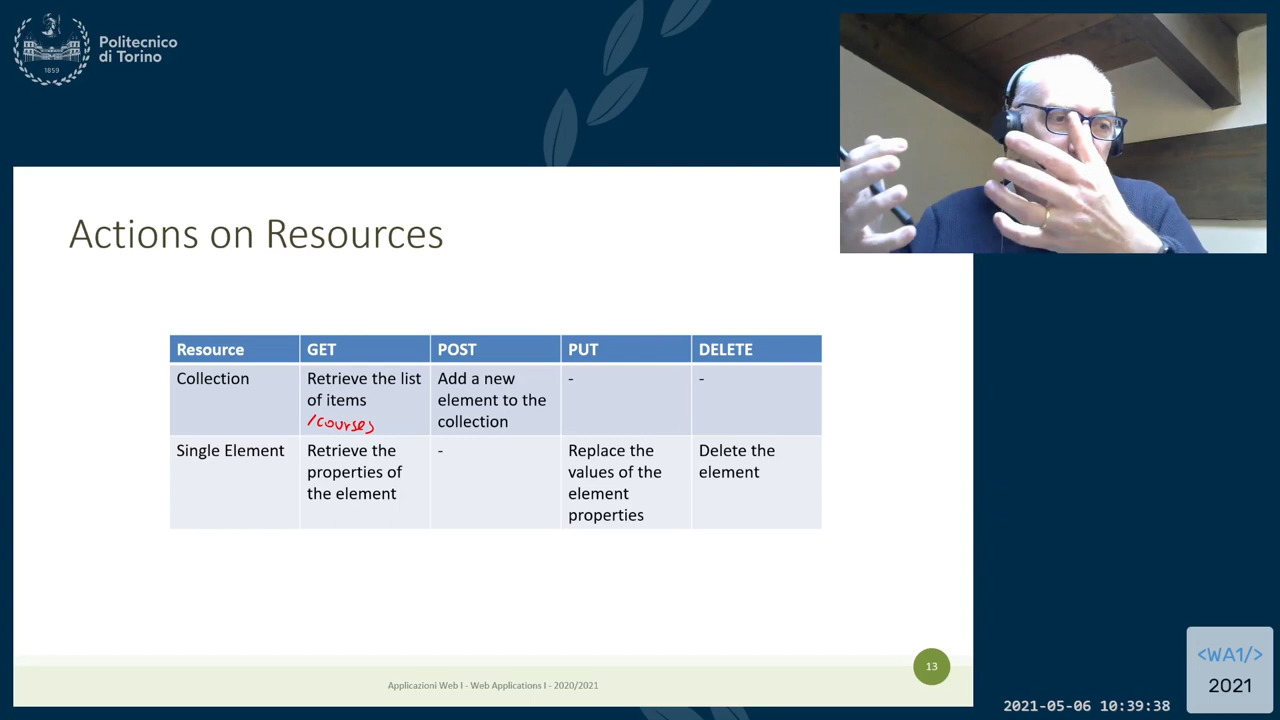 Politecnico
di Torino
1859
Actions on Resources
Resource GET POST PUT DELETE
Collection Retrieve the list of items /courses Add a new element to the collection - -
Single Element Retrieve the properties of the element - Replace the values of the element properties Delete the element
13
Applicazioni Web I - Web Applications I - 2020/2021
<WA1/>
2021
2021-05-06 10:39:38